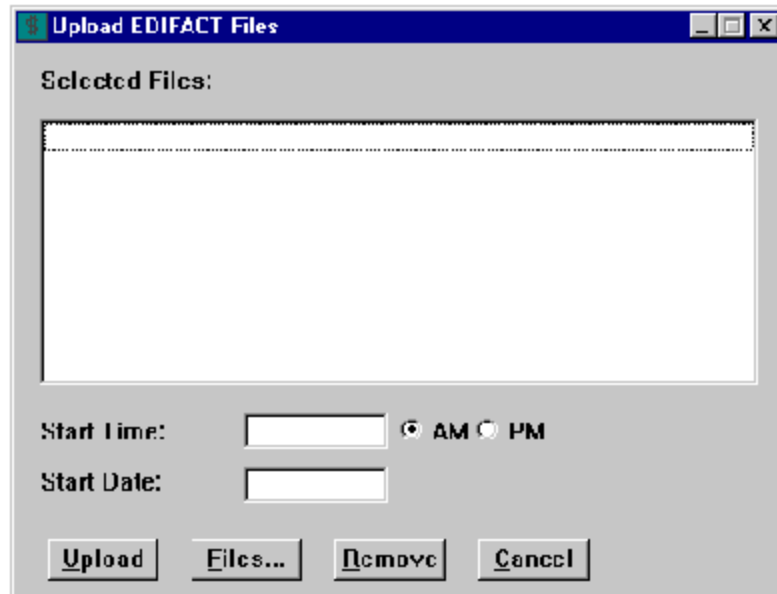 Upload EDIFACT Files
Selected Files:
Start Time: AM PM
Start Date:
Upload Files... Remove Cancel